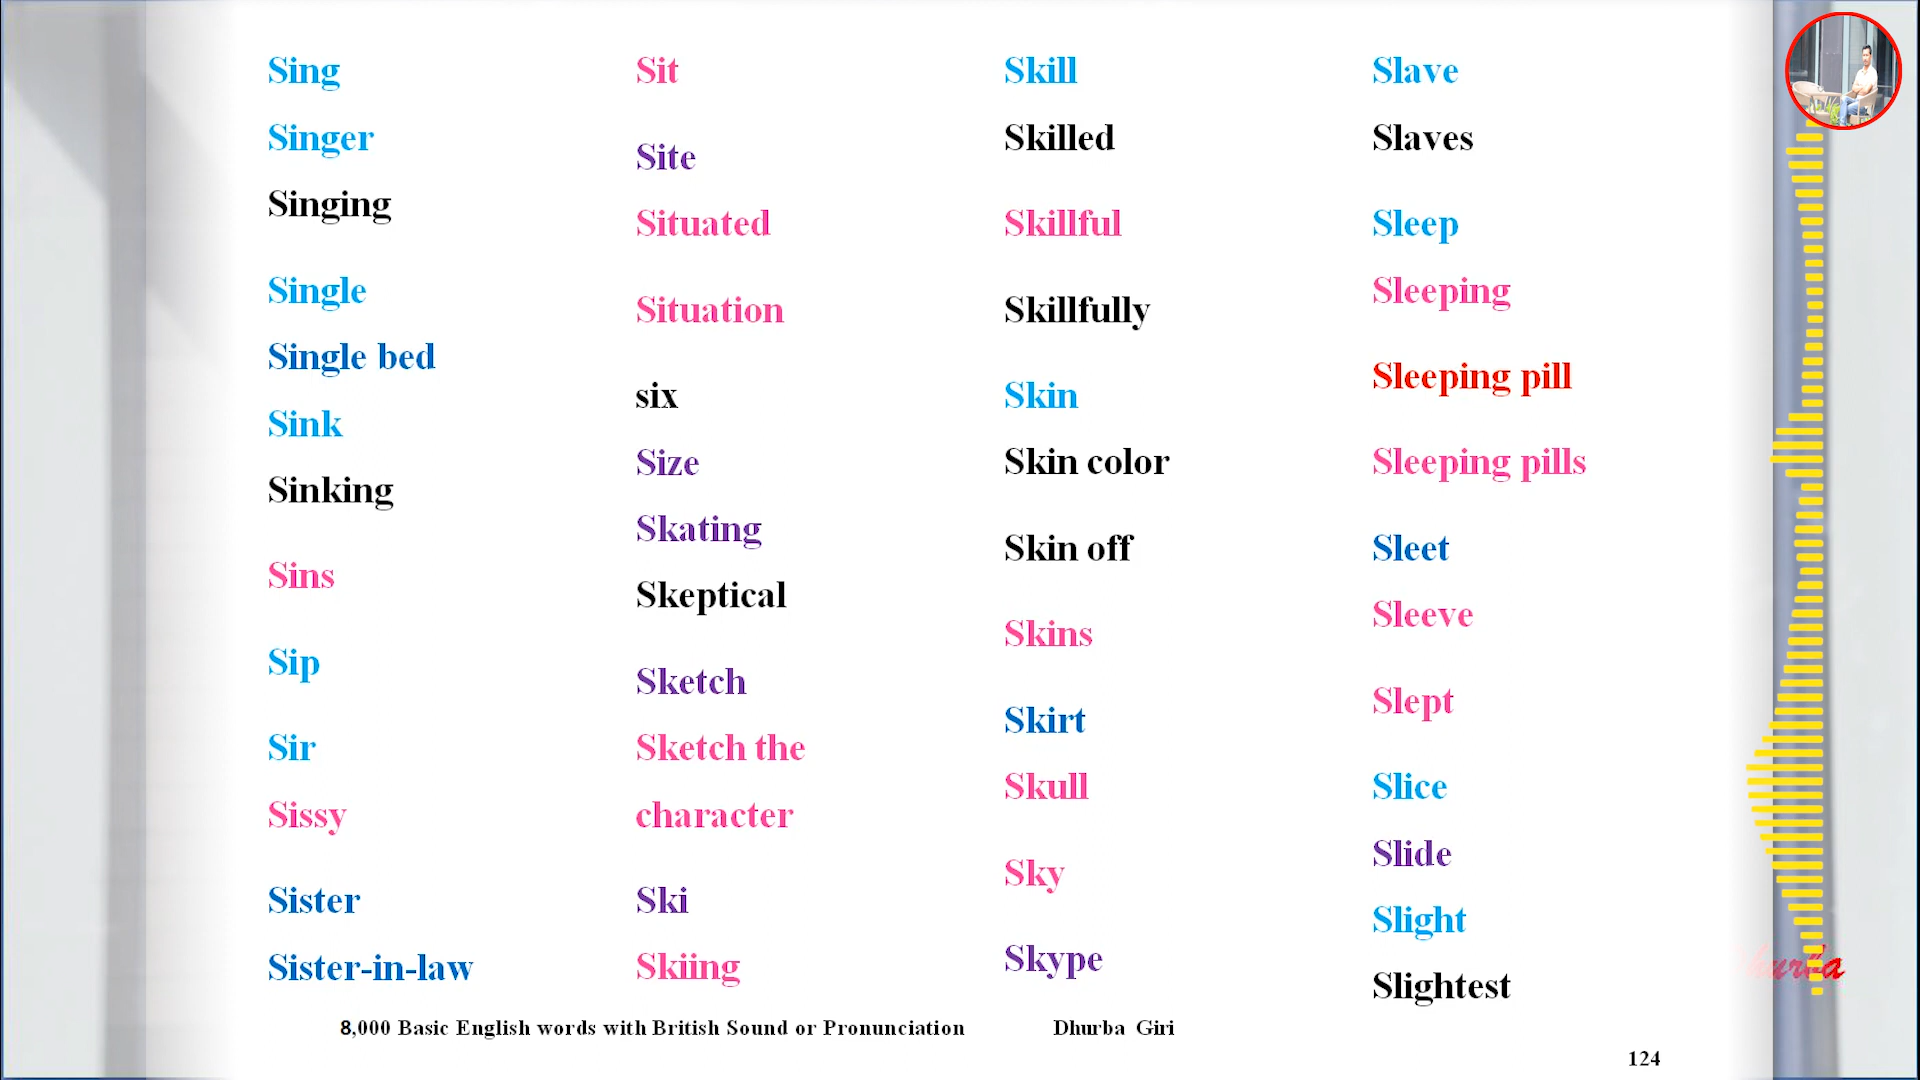 Sing
Singer
Singing
Single
Single bed
Sink
Sinking
Sins
Sip
Sir
Sissy
Sister
Sister-in-law
Sit
Site
Situated
Situation
six
Size
Skating
Skeptical
Sketch
Sketch the
character
Ski
Skiing
Skill
Skilled
Skillful
Skillfully
Skin
Skin color
Skin off
Skins
Skirt
Skull
Sky
Skype
Slave
Slaves
Sleep
Sleeping
Sleeping pill
Sleeping pills
Sleet
Sleeve
Slept
Slice
Slide
Slight
Slightest
8,000 Basic English words with British Sound or Pronunciation Dhurba Giri
124